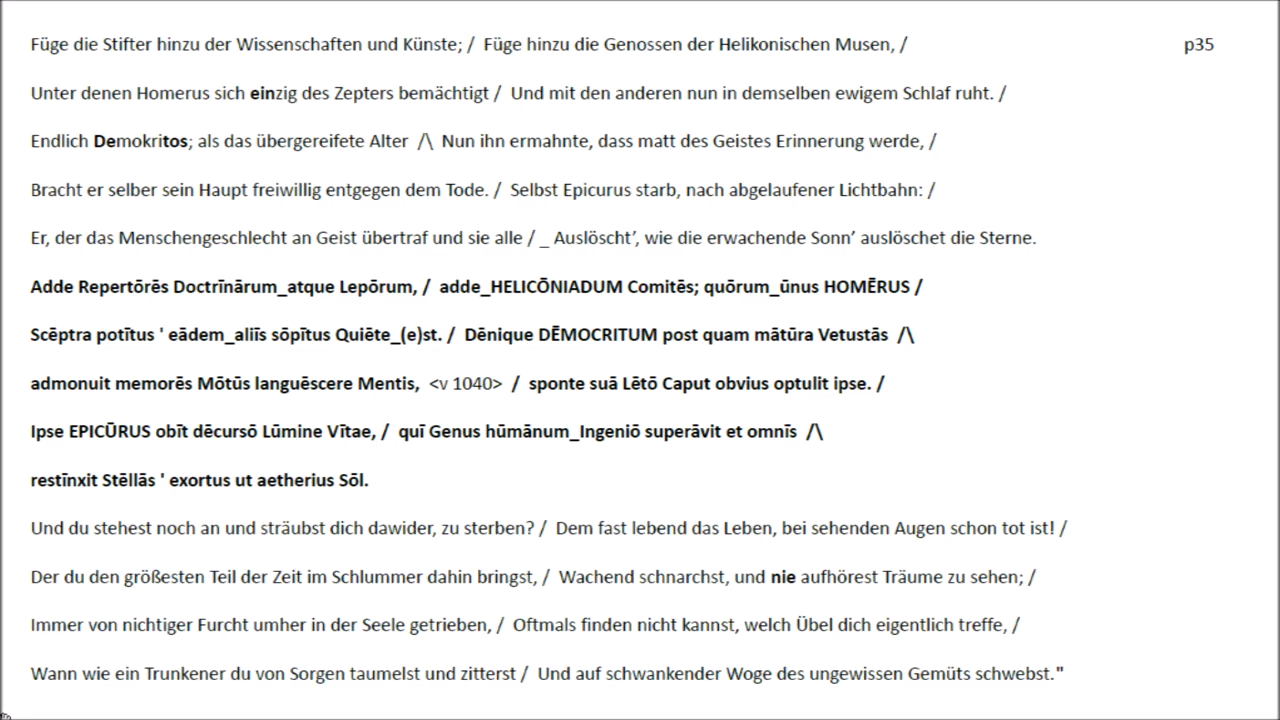 Füge die Stifter hinzu der Wissenschaften und Künste; / Füge hinzu die Genossen der Helikonischen Musen, / p35
Unter denen Homerus sich einzig des Zepters bemächtigt / Und mit den anderen nun in demselben ewigem Schlaf ruht. /
Endlich Demokritos; als das übergereifete Alter /\ Nun ihn ermahnte, dass matt des Geistes Erinnerung werde, /
Bracht er selber sein Haupt freiwillig entgegen dem Tode. / Selbst Epicurus starb, nach abgelaufener Lichtbahn: /
Er, der das Menschengeschlecht an Geist übertraf und sie alle / _ Auslöscht’, wie die erwachende Sonn’ auslöschet die Sterne.
Adde Repertōrēs Doctrīnārum_atque Lepōrum, / adde_HELICŌNIADUM Comitēs; quōrum_ūnus HOMĒRUS /
Scēptra potītus ' eādem_aliīs sōpītus Quiēte_(e)st. / Dēnique DĒMOCRITUM post quam mātūra Vetustās /\
admonuit memorēs Mōtūs languēscere Mentis, <v 1040> / sponte suā Lētō Caput obvius optulit ipse. /
Ipse EPICŪRUS obīt dēcursō Lūmine Vītae, / quī Genus hūmānum_Ingeniō superāvit et omnīs /\
restīnxit Stēllās ' exortus ut aetherius Sōl.
Und du stehest noch an und sträubst dich dawider, zu sterben? / Dem fast lebend das Leben, bei sehenden Augen schon tot ist! /
Der du den größesten Teil der Zeit im Schlummer dahin bringst, / Wachend schnarchst, und nie aufhörest Träume zu sehen; /
Immer von nichtiger Furcht umher in der Seele getrieben, / Oftmals finden nicht kannst, welch Übel dich eigentlich treffe, /
Wann wie ein Trunkener du von Sorgen taumelst und zitterst / Und auf schwankender Woge des ungewissen Gemüts schwebst."